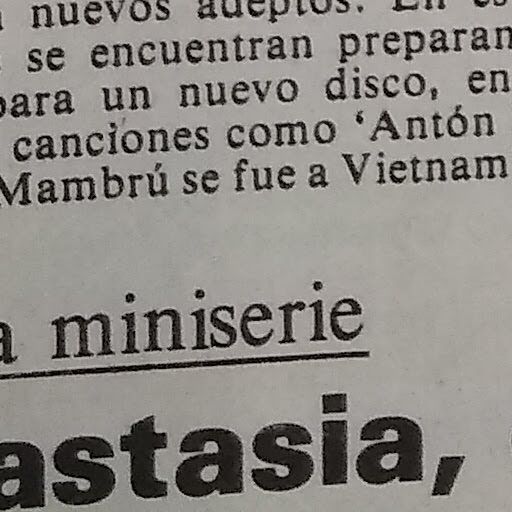 nuevos adeptos. En es
se encuentran preparan
para un nuevo disco, en
canciones como ‘Antón
Mambrú se fue a Vietnam
a miniserie
astasia,